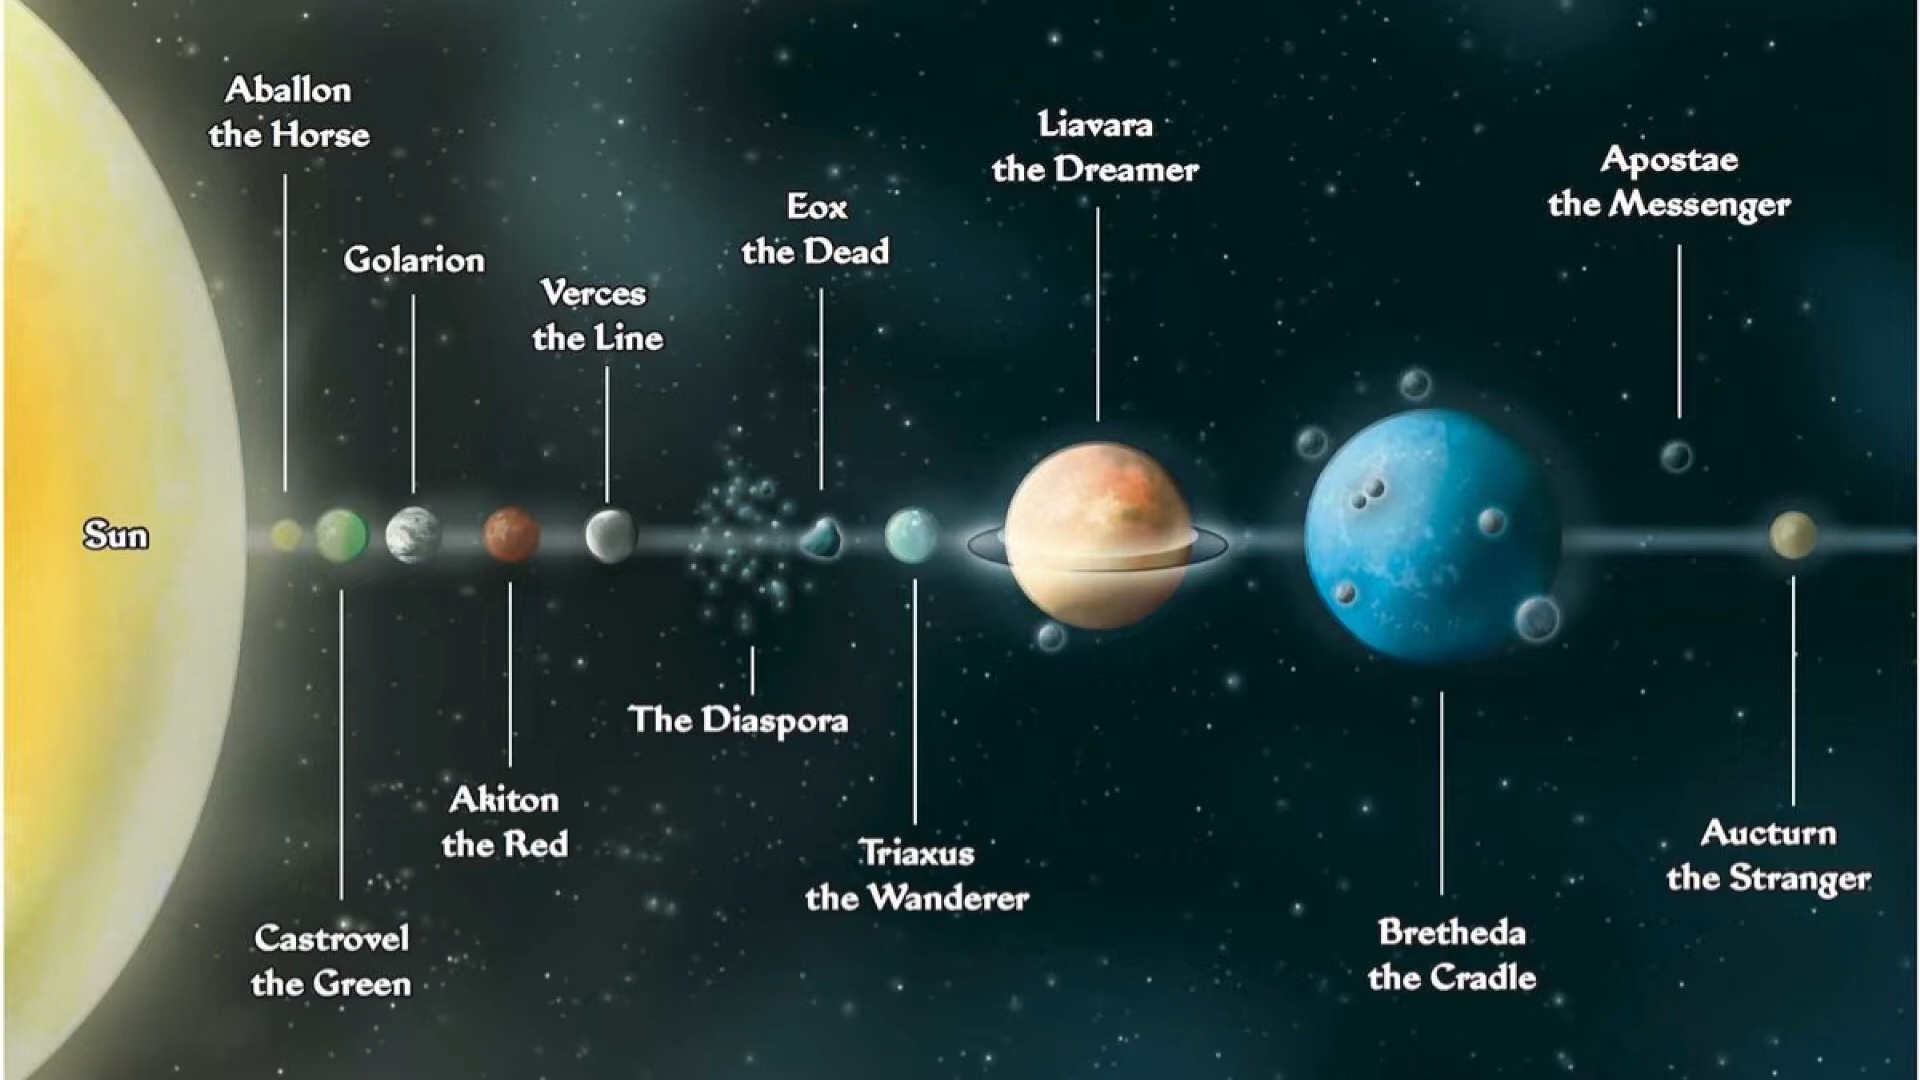 Aballon
the Horse
Liavara
the Dreamer
Apostae
the Messenger
Eox
the Dead
Golarion
Verces
the Line
Sun
The Diaspora
Akiton
the Red
Triaxus
the Wanderer
Aucturn
the Stranger
Castrovel
the Green
Bretheda
the Cradle